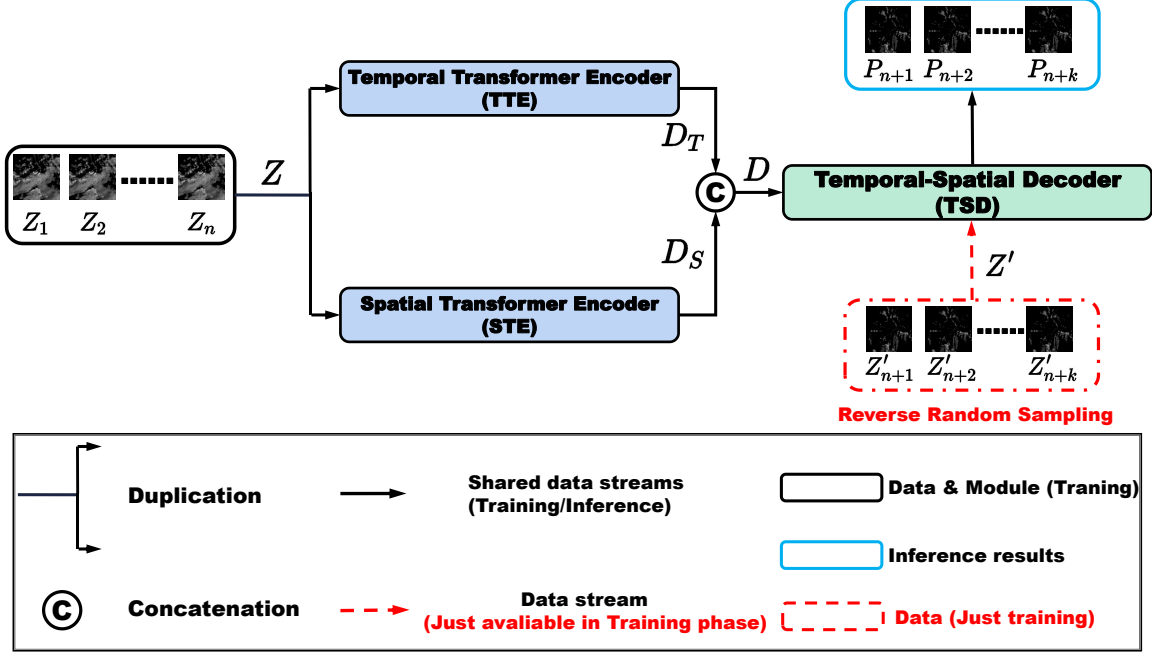 P_{n+1} P_{n+2} P_{n+k}
Temporal Transformer Encoder
(TTE)
D_T
Z_1 Z_2 Z_n
Z
C
D
Temporal-Spatial Decoder
(TSD)
D_S
Z'
Spatial Transformer Encoder
(STE)
Z'_{n+1} Z'_{n+2} Z'_{n+k}
Reverse Random Sampling
Duplication
Shared data streams
(Training/Inference)
Data & Module (Traning)
Inference results
C
Concatenation
Data stream
(Just avaliable in Training phase)
Data (Just training)